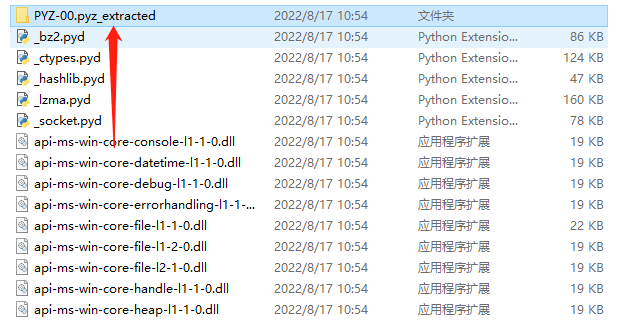 PYZ-00.pyz_extracted 2022/8/17 10:54 文件夹
_bz2.pyd 2022/8/17 10:54 Python Extensio... 86 KB
_ctypes.pyd 2022/8/17 10:54 Python Extensio... 124 KB
_hashlib.pyd 2022/8/17 10:54 Python Extensio... 47 KB
_lzma.pyd 2022/8/17 10:54 Python Extensio... 160 KB
_socket.pyd 2022/8/17 10:54 Python Extensio... 78 KB
api-ms-win-core-console-l1-1-0.dll 2022/8/17 10:54 应用程序扩展 19 KB
api-ms-win-core-datetime-l1-1-0.dll 2022/8/17 10:54 应用程序扩展 19 KB
api-ms-win-core-debug-l1-1-0.dll 2022/8/17 10:54 应用程序扩展 19 KB
api-ms-win-core-errorhandling-l1-1-... 2022/8/17 10:54 应用程序扩展 19 KB
api-ms-win-core-file-l1-1-0.dll 2022/8/17 10:54 应用程序扩展 22 KB
api-ms-win-core-file-l1-2-0.dll 2022/8/17 10:54 应用程序扩展 19 KB
api-ms-win-core-file-l2-1-0.dll 2022/8/17 10:54 应用程序扩展 19 KB
api-ms-win-core-handle-l1-1-0.dll 2022/8/17 10:54 应用程序扩展 19 KB
api-ms-win-core-heap-l1-1-0.dll 2022/8/17 10:54 应用程序扩展 19 KB